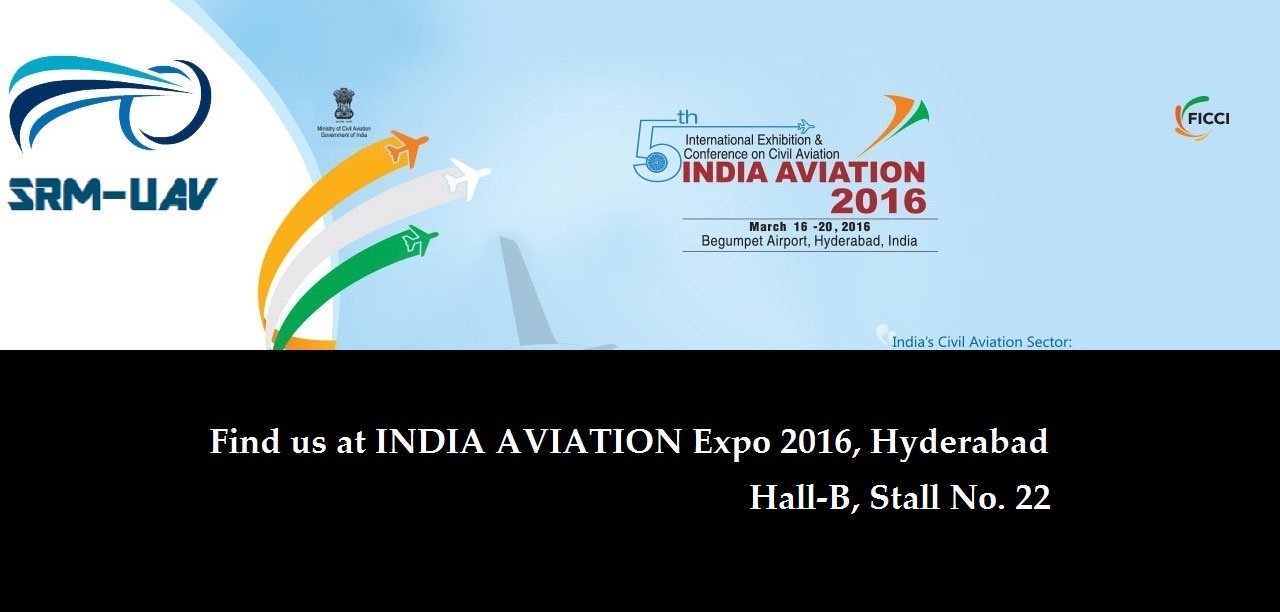 SRM-UAV
Ministry of Civil Aviation
Government of India
5th
International Exhibition &
Conference on Civil Aviation
INDIA AVIATION
2016
March 16 -20, 2016
Begumpet Airport, Hyderabad, India
FICCI
India's Civil Aviation Sector:
Find us at INDIA AVIATION Expo 2016, Hyderabad
Hall-B, Stall No. 22